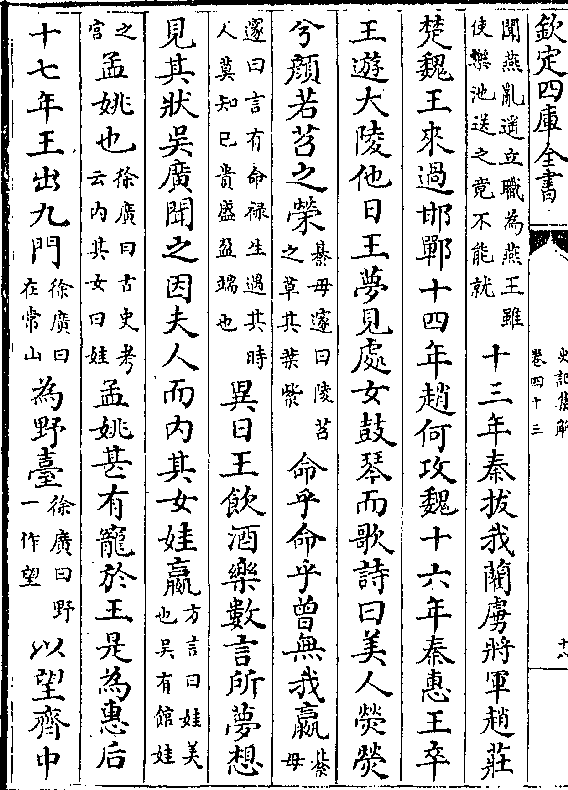 欽定四庫全書
史記集解
卷四十三
十八
聞燕亂遣立職為燕王雖
使樂池送之竟不能就
十三年秦拔我藺虜將軍趙莊
楚魏王來過邯鄲十四年趙何攻魏十六年秦惠王卒
王遊大陵他日王夢見處女鼓琴而歌詩曰美人熒熒
兮顏若苕之榮
綦毋邃曰陵苕
之草其葉紫
命乎命乎曾無我嬴
綦
毋
邃曰言有命禄生遇其時
人莫知已貴盛盈端也
異日王飲酒樂數言所夢想
見其狀吳廣聞之因夫人而内其女娃嬴
方言曰娃美
也吳有館娃
之
宫
孟姚也
徐廣曰古史考
云内其女曰娃
孟姚甚有寵於王是為惠后
十七年王出九門
徐廣曰
在常山
為野臺
徐廣曰野
一作望
以望齊中